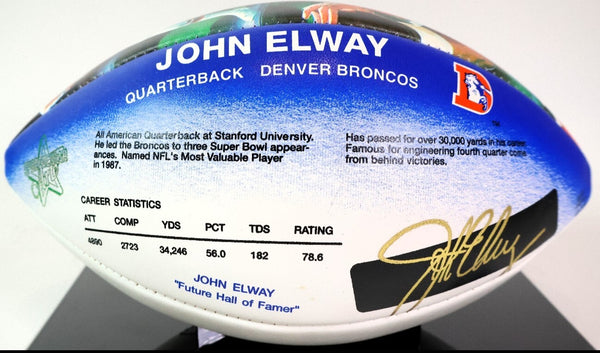 JOHN ELWAY
QUARTERBACK DENVER BRONCOS
D
TM
All American Quarterback at Stanford University.
He led the Broncos to three Super Bowl appear-
ances. Named NFL's Most Valuable Player
in 1987.
Has passed for over 30,000 yards in his career.
Famous for engineering fourth quarter come
from behind victories.
CAREER STATISTICS
ATT COMP YDS PCT TDS RATING
4890 2723 34,246 56.0 182 78.6
JOHN ELWAY
"Future Hall of Famer"
John Elway